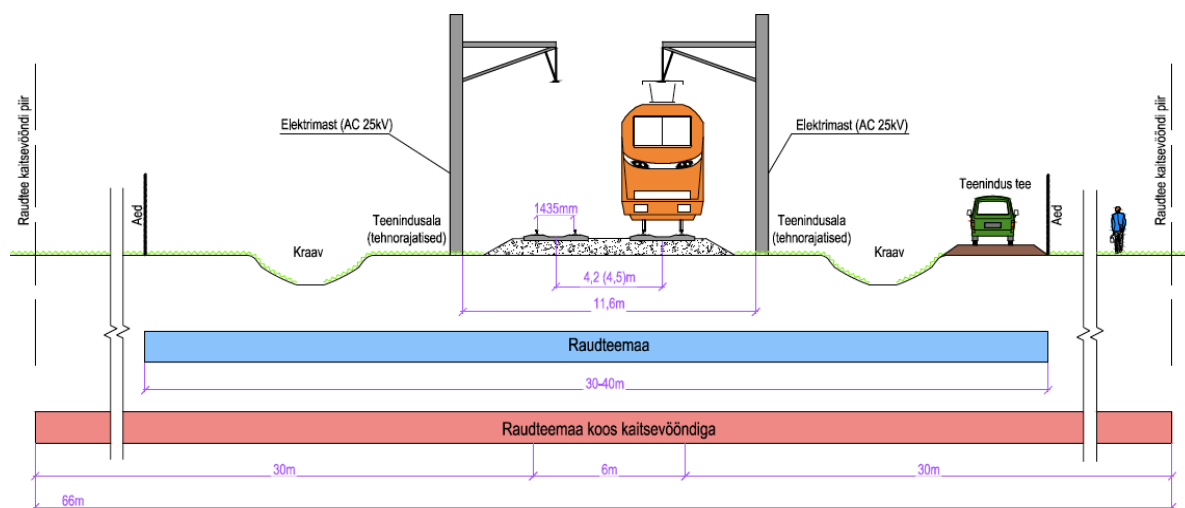 Raudtee kaitsevööndi piir
Elektrimast (AC 25kV)
Elektrimast (AC 25kV)
Raudtee kaitsevööndi piir
Aed
Teenindusala
(tehnorajatised)
1435mm
Teenindusala
(tehnorajatised)
Teenindus tee
Aed
Kraav
Kraav
4,2 (4,5)m
11,6m
Raudteemaa
30-40m
Raudteemaa koos kaitsevööndiga
30m
6m
30m
66m